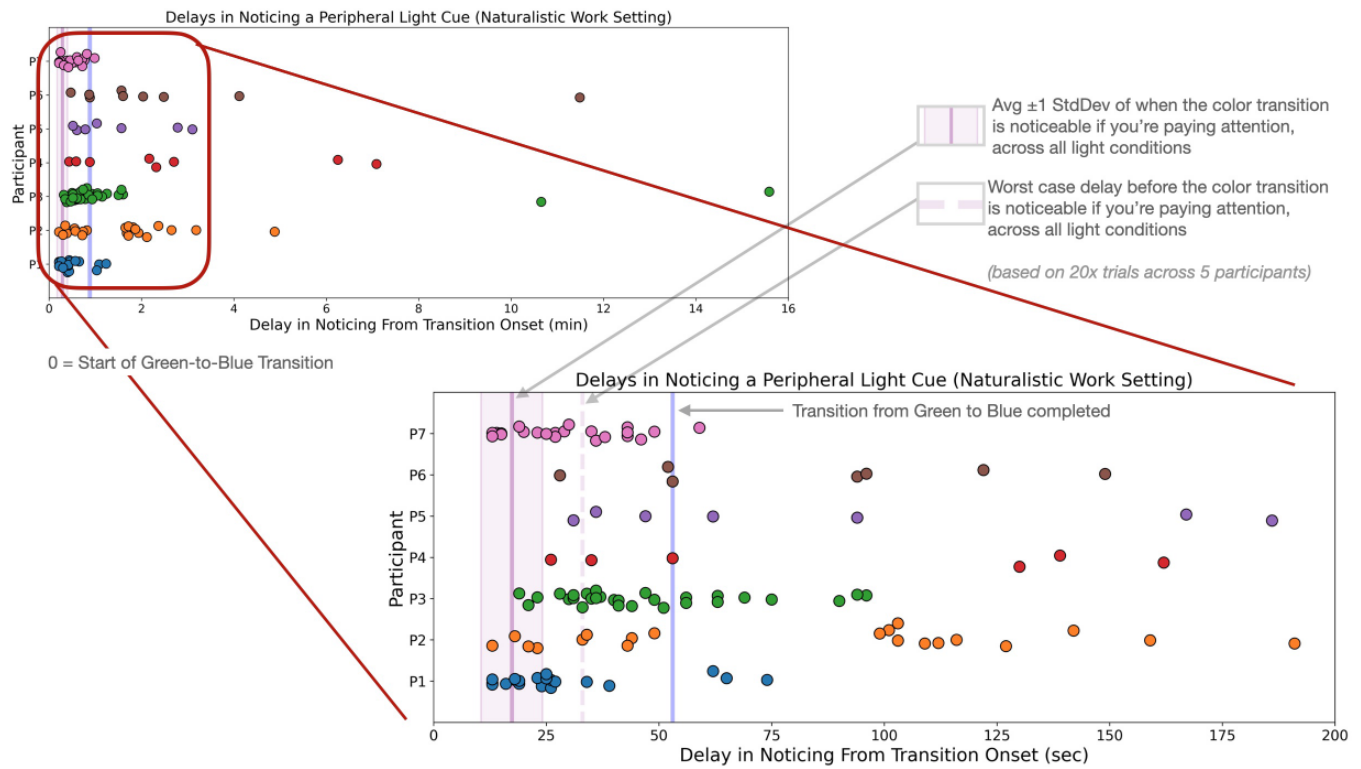 Delays in Noticing a Peripheral Light Cue (Naturalistic Work Setting)
Participant
P6
P5
P4
P3
P2
P1
0 2 4 6 8 10 12 14 16
Delay in Noticing From Transition Onset (min)
0 = Start of Green-to-Blue Transition
Avg ±1 StdDev of when the color transition
is noticeable if you're paying attention,
across all light conditions
Worst case delay before the color transition
is noticeable if you're paying attention,
across all light conditions
(based on 20x trials across 5 participants)
Delays in Noticing a Peripheral Light Cue (Naturalistic Work Setting)
Transition from Green to Blue completed
Participant
P7
P6
P5
P4
P3
P2
P1
0 25 50 75 100 125 150 175 200
Delay in Noticing From Transition Onset (sec)